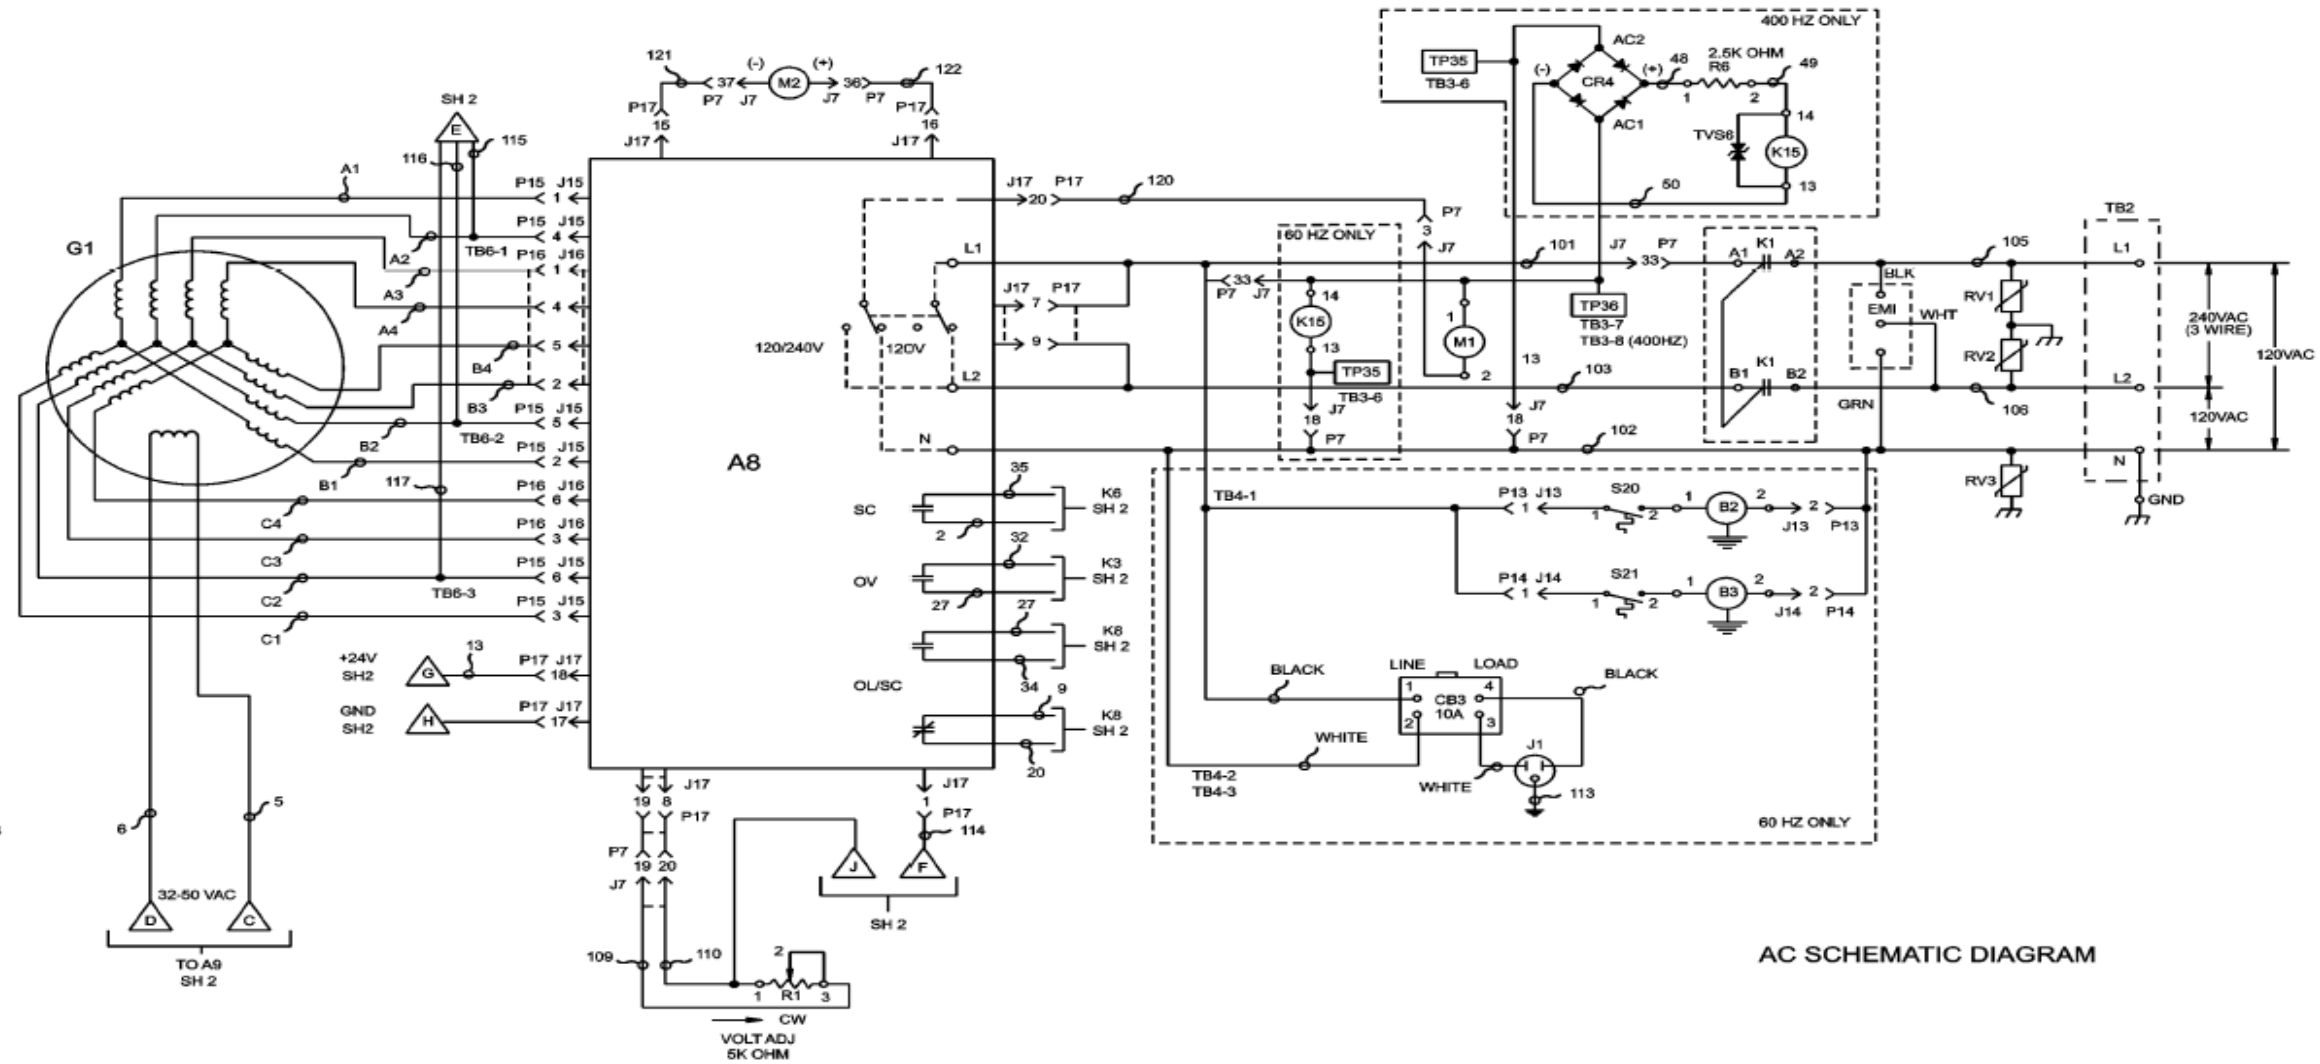 400 HZ ONLY
121
(-)
(+)
122
37
M2
36
P7 J7
J7 P7
P17
P17
15
16
J17
J17
TP35
TB3-6
AC2
(-)
CR4
(+)
48
2.5K OHM
R6
49
1
2
AC1
14
TVS6
K15
13
50
SH 2
E
115
116
A1
P15 J15
1
P15 J15
4
TB6-1
G1
A2
P16 J16
1
A3
4
A4
5
B4
2
B3
P15 J15
5
TB6-2
B2
P15 J15
2
B1
117
P16 J16
6
C4
P16 J16
3
C3
P15 J15
6
C2
TB6-3
P15 J15
3
C1
+24V
SH2
G
13
P17 J17
18
GND
SH2
H
P17 J17
17
J17 P17
20
120
P7
3
J7
60 HZ ONLY
L1
101
J7 P7
33
A1 K1 A2
105
TB2
L1
33
P7 J7
J17 P17
7
9
120/240V
120V
14
K15
13
TP35
TB3-6
J7
18
P7
1
M1
2
TP36
TB3-7
TB3-8 (400HZ)
13
J7
18
P7
BLK
EMI
WHT
GRN
RV1
RV2
240VAC
(3 WIRE)
120VAC
L2
103
B1 K1 B2
106
L2
120VAC
N
102
N
RV3
GND
A8
SC
35
2
K6
SH 2
OV
32
27
K3
SH 2
27
K8
SH 2
34
OL/SC
9
K8
SH 2
20
TB4-1
P13 J13
1
S20
1
2
1
B2
2
2
J13 P13
P14 J14
1
S21
1
2
1
B3
2
2
J14 P14
BLACK
LINE
LOAD
BLACK
1
4
CB3
10A
2
3
WHITE
J1
WHITE
TB4-2
TB4-3
113
60 HZ ONLY
J17
19 8
P17
P7
19 20
J7
J17
1
P17
114
J
F
SH 2
6
5
32-50 VAC
D
C
TO A9
SH 2
109
110
2
1
R1
3
CW
VOLT ADJ
5K OHM
AC SCHEMATIC DIAGRAM